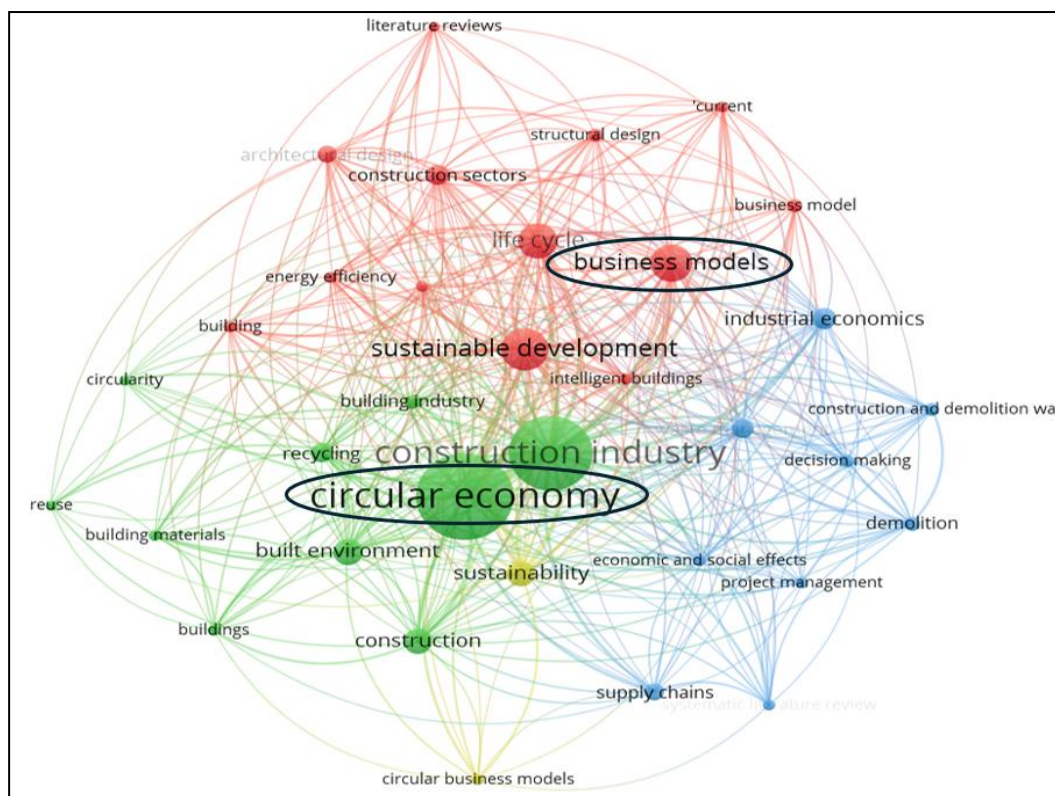 literature reviews
'current
structural design
architectural design
construction sectors
business model
life cycle
business models
energy efficiency
industrial economics
building
sustainable development
circularity
intelligent buildings
building industry
construction and demolition wa
construction industry
recycling
decision making
circular economy
reuse
building materials
demolition
built environment
economic and social effects
sustainability
project management
buildings
construction
supply chains
systematic literature review
circular business models